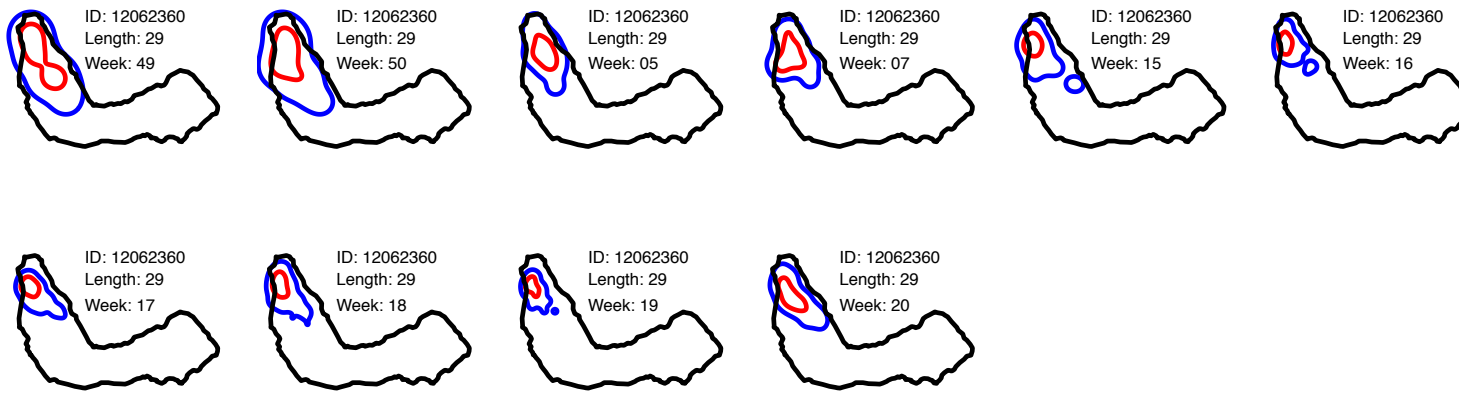 ID: 12062360
Length: 29
Week: 49
ID: 12062360
Length: 29
Week: 50
ID: 12062360
Length: 29
Week: 05
ID: 12062360
Length: 29
Week: 07
ID: 12062360
Length: 29
Week: 15
ID: 12062360
Length: 29
Week: 16
ID: 12062360
Length: 29
Week: 17
ID: 12062360
Length: 29
Week: 18
ID: 12062360
Length: 29
Week: 19
ID: 12062360
Length: 29
Week: 20